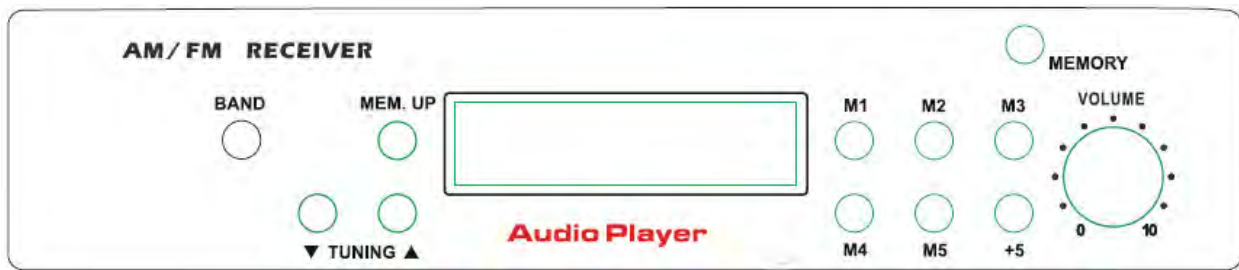 AM/FM RECEIVER
MEMORY
BAND
MEM. UP
M1 M2 M3
VOLUME
▼ TUNING ▲
Audio Player
M4 M5 +5
0 10